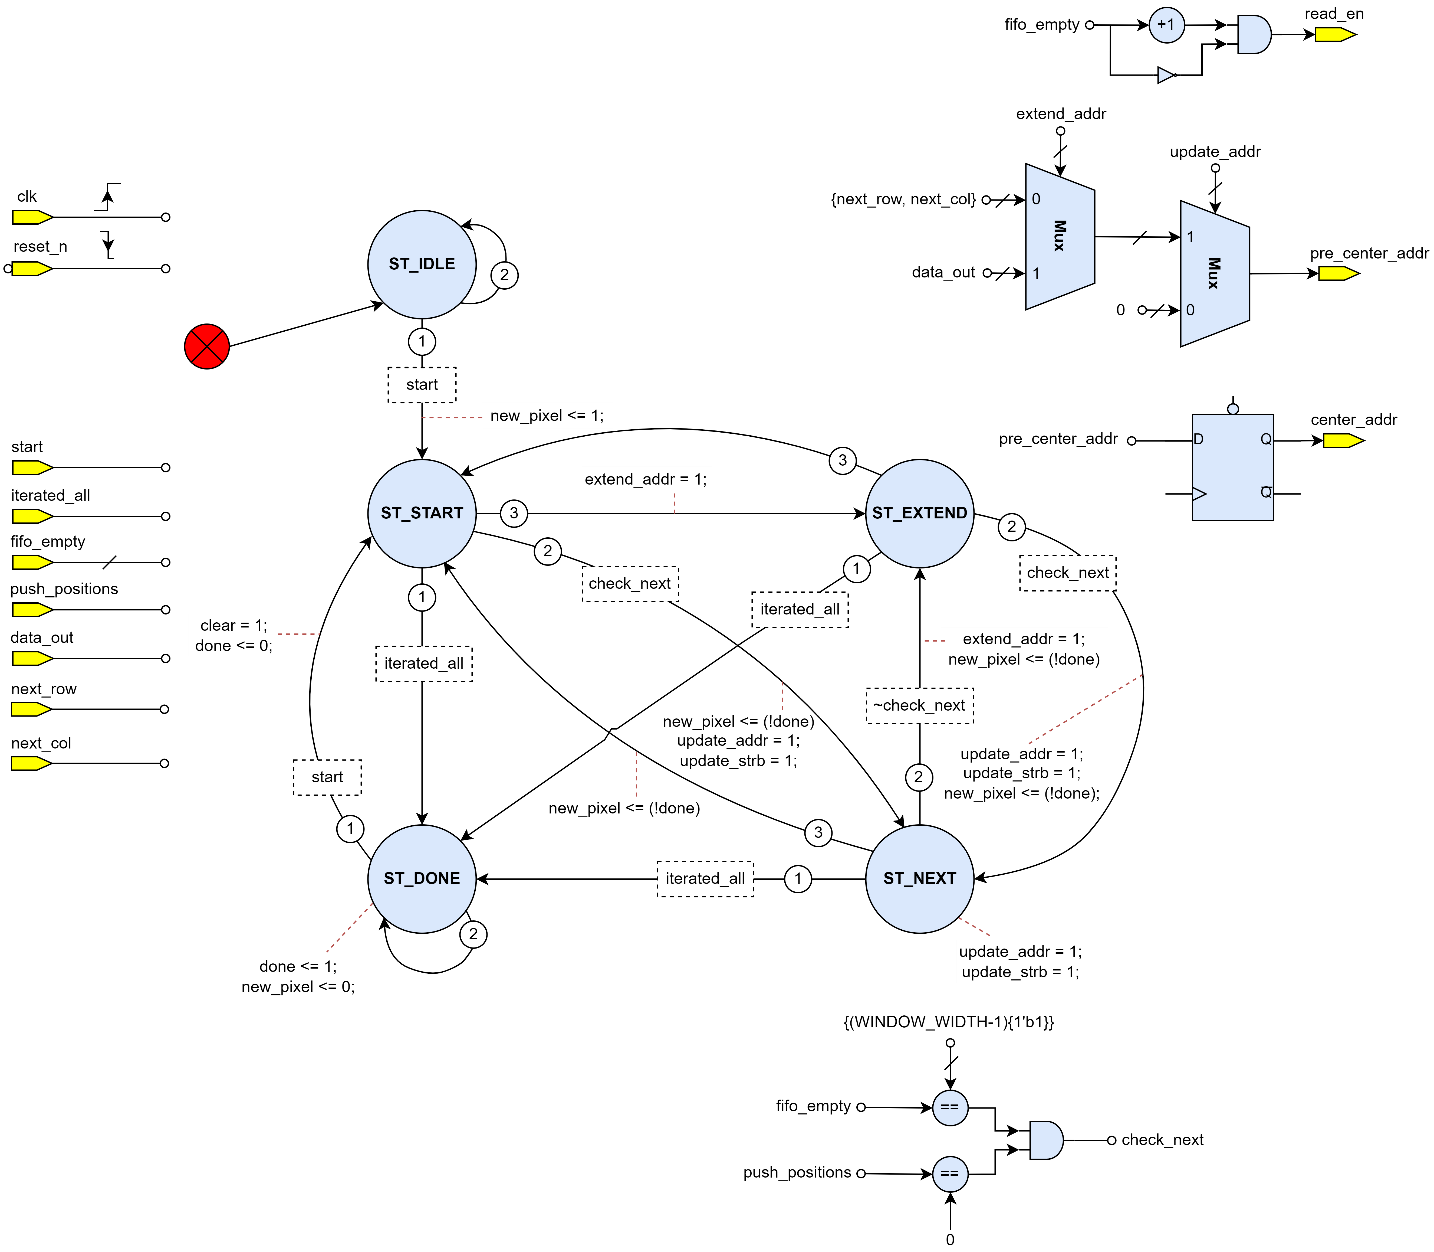 fifo_empty
+1
read_en
extend_addr
update_addr
{next_row, next_col}
0
Mux
data_out
1
1
Mux
0
0
pre_center_addr
pre_center_addr
D
Q
Q
center_addr
clk
reset_n
start
iterated_all
fifo_empty
push_positions
data_out
next_row
next_col
ST_IDLE
2
1
start
new_pixel <= 1;
ST_START
3
extend_addr = 1;
3
ST_EXTEND
2
check_next
2
check_next
1
iterated_all
1
iterated_all
clear = 1;
done <= 0;
extend_addr = 1;
new_pixel <= (!done)
~check_next
new_pixel <= (!done)
update_addr = 1;
update_strb = 1;
update_addr = 1;
update_strb = 1;
new_pixel <= (!done);
start
2
new_pixel <= (!done)
1
3
ST_DONE
iterated_all
1
ST_NEXT
2
done <= 1;
new_pixel <= 0;
update_addr = 1;
update_strb = 1;
{(WINDOW_WIDTH-1){1'b1}}
fifo_empty
==
check_next
push_positions
==
0